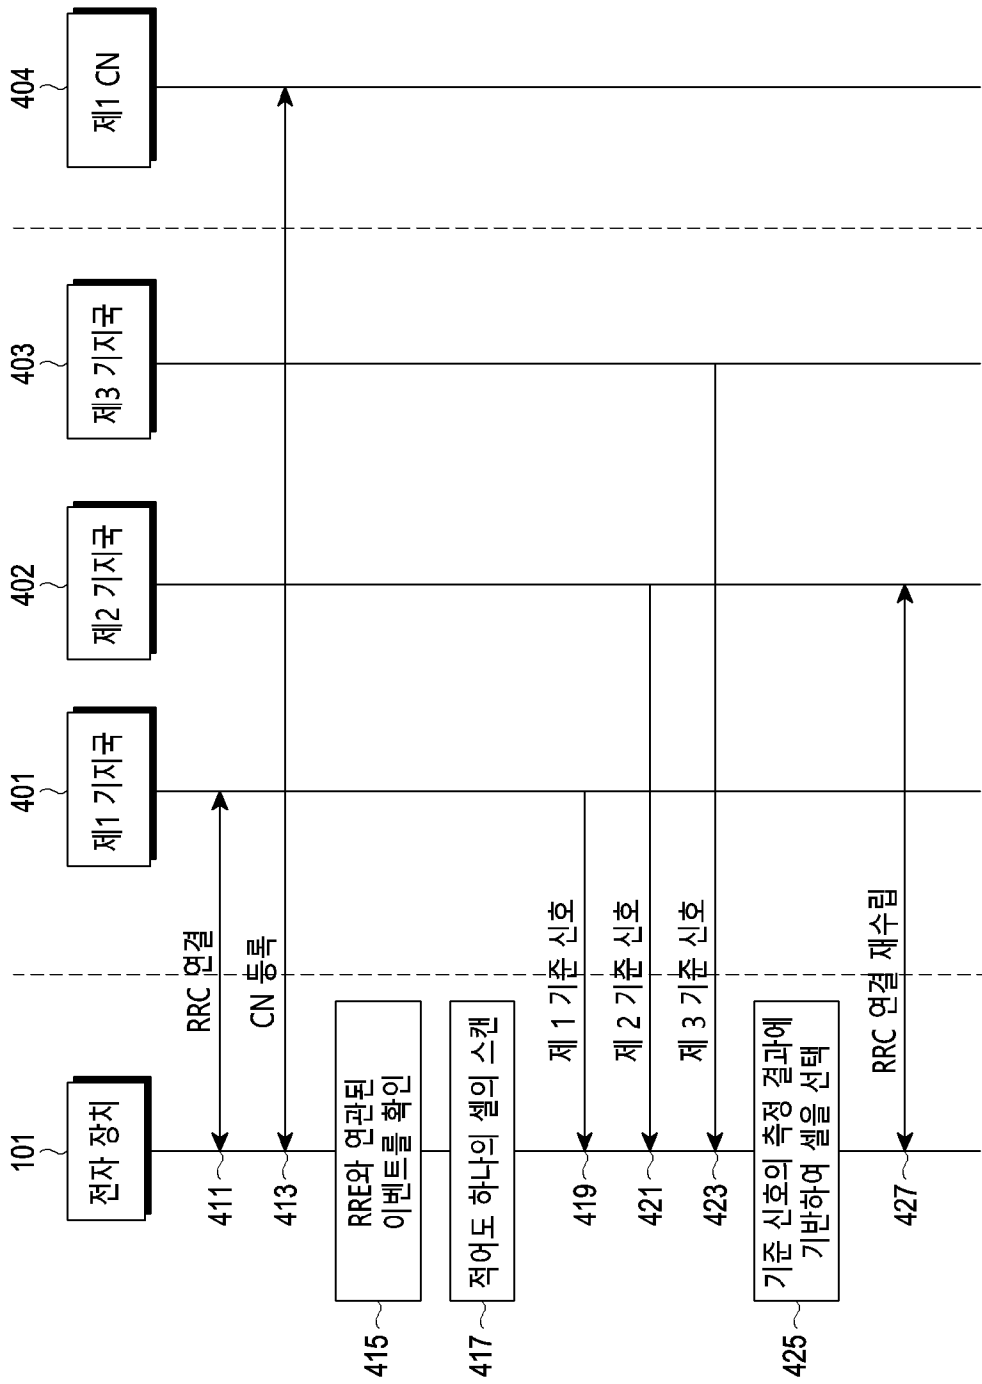 101
전자 장치
401
제1 기지국
402
제2 기지국
403
제3 기지국
404
제1 CN
RRC 연결
411
CN 등록
413
RRE와 연관된
이벤트를 확인
415
적어도 하나의 셀의 스캔
417
제 1 기준 신호
419
제 2 기준 신호
421
제 3 기준 신호
423
기준 신호의 측정 결과에
기반하여 셀을 선택
425
RRC 연결 재수립
427